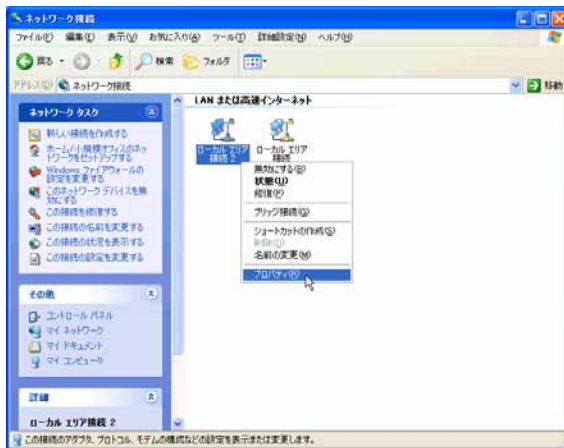 ネットワーク接続
ファイル(F) 編集(E) 表示(V) お気に入り(A) ツール(T) 詳細設定(N) ヘルプ(H)
戻る 検索 フォルダ
アドレス(D) ネットワーク接続 移動
ネットワーク タスク
新しい接続を作成する
ホーム/小規模オフィスのネットワークをセットアップする
Windows ファイアウォールの設定を変更する
このネットワーク デバイスを無効にする
この接続を修復する
この接続の名前を変更する
この接続の状況を表示する
この接続の設定を変更する
その他
コントロール パネル
マイ ネットワーク
マイ ドキュメント
マイ コンピュータ
詳細
ローカル エリア接続 2
LAN または高速インターネット
ローカル エリア接続 2
ローカル エリア接続
無効にする(B)
状態(U)
修復(P)
ブリッジ接続(G)
ショートカットの作成(S)
削除(D)
名前の変更(M)
プロパティ(R)
この接続のアダプタ、プロトコル、モデムの構成などの設定を表示または変更します。